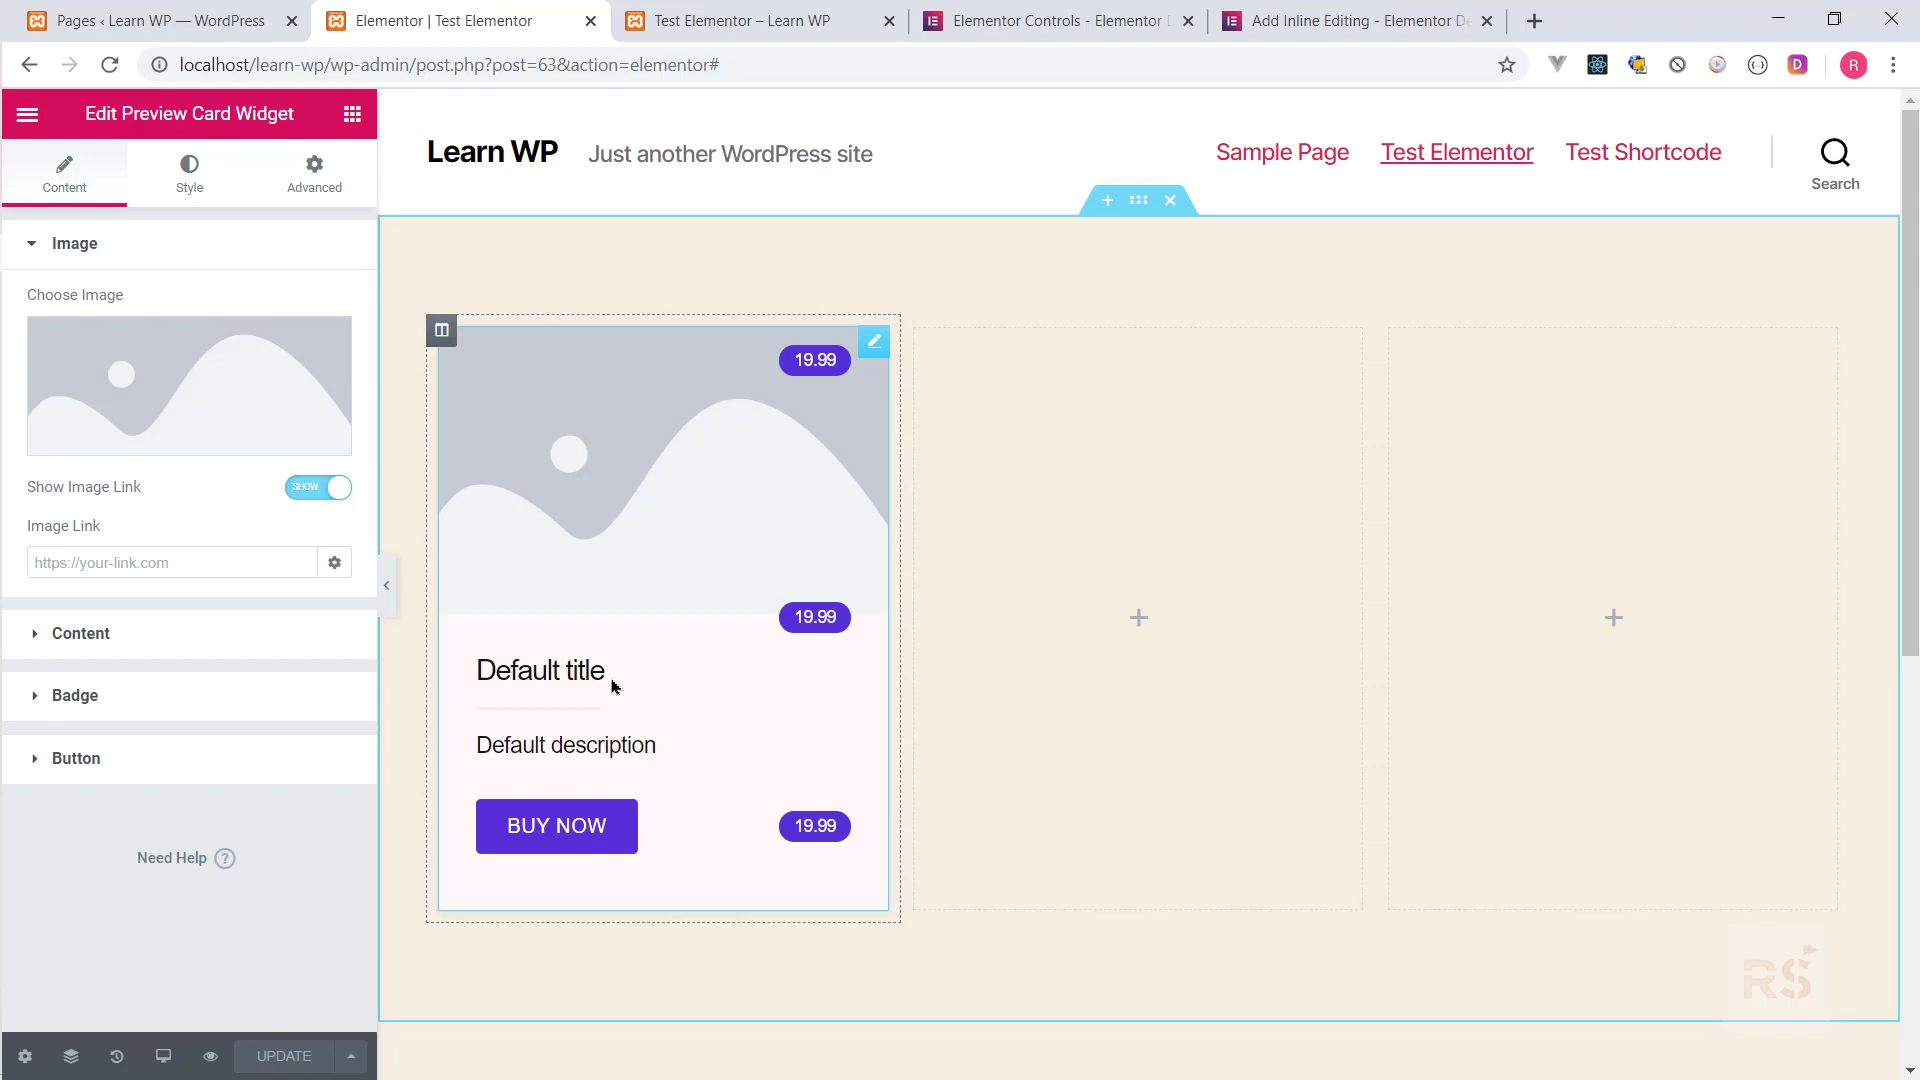 Pages ‹ Learn WP — WordPress
Elementor | Test Elementor
Test Elementor – Learn WP
Elementor Controls - Elementor
Add Inline Editing - Elementor De
localhost/learn-wp/wp-admin/post.php?post=63&action=elementor#
D
R
Edit Preview Card Widget
Content
Style
Advanced
Image
Choose Image
Show Image Link
SHOW
Image Link
https://your-link.com
Content
Badge
Button
Need Help ?
UPDATE
Learn WP
Just another WordPress site
Sample Page
Test Elementor
Test Shortcode
Search
19.99
19.99
Default title
Default description
BUY NOW
19.99
RS